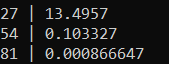 27 | 13.4957
54 | 0.103327
81 | 0.000866647